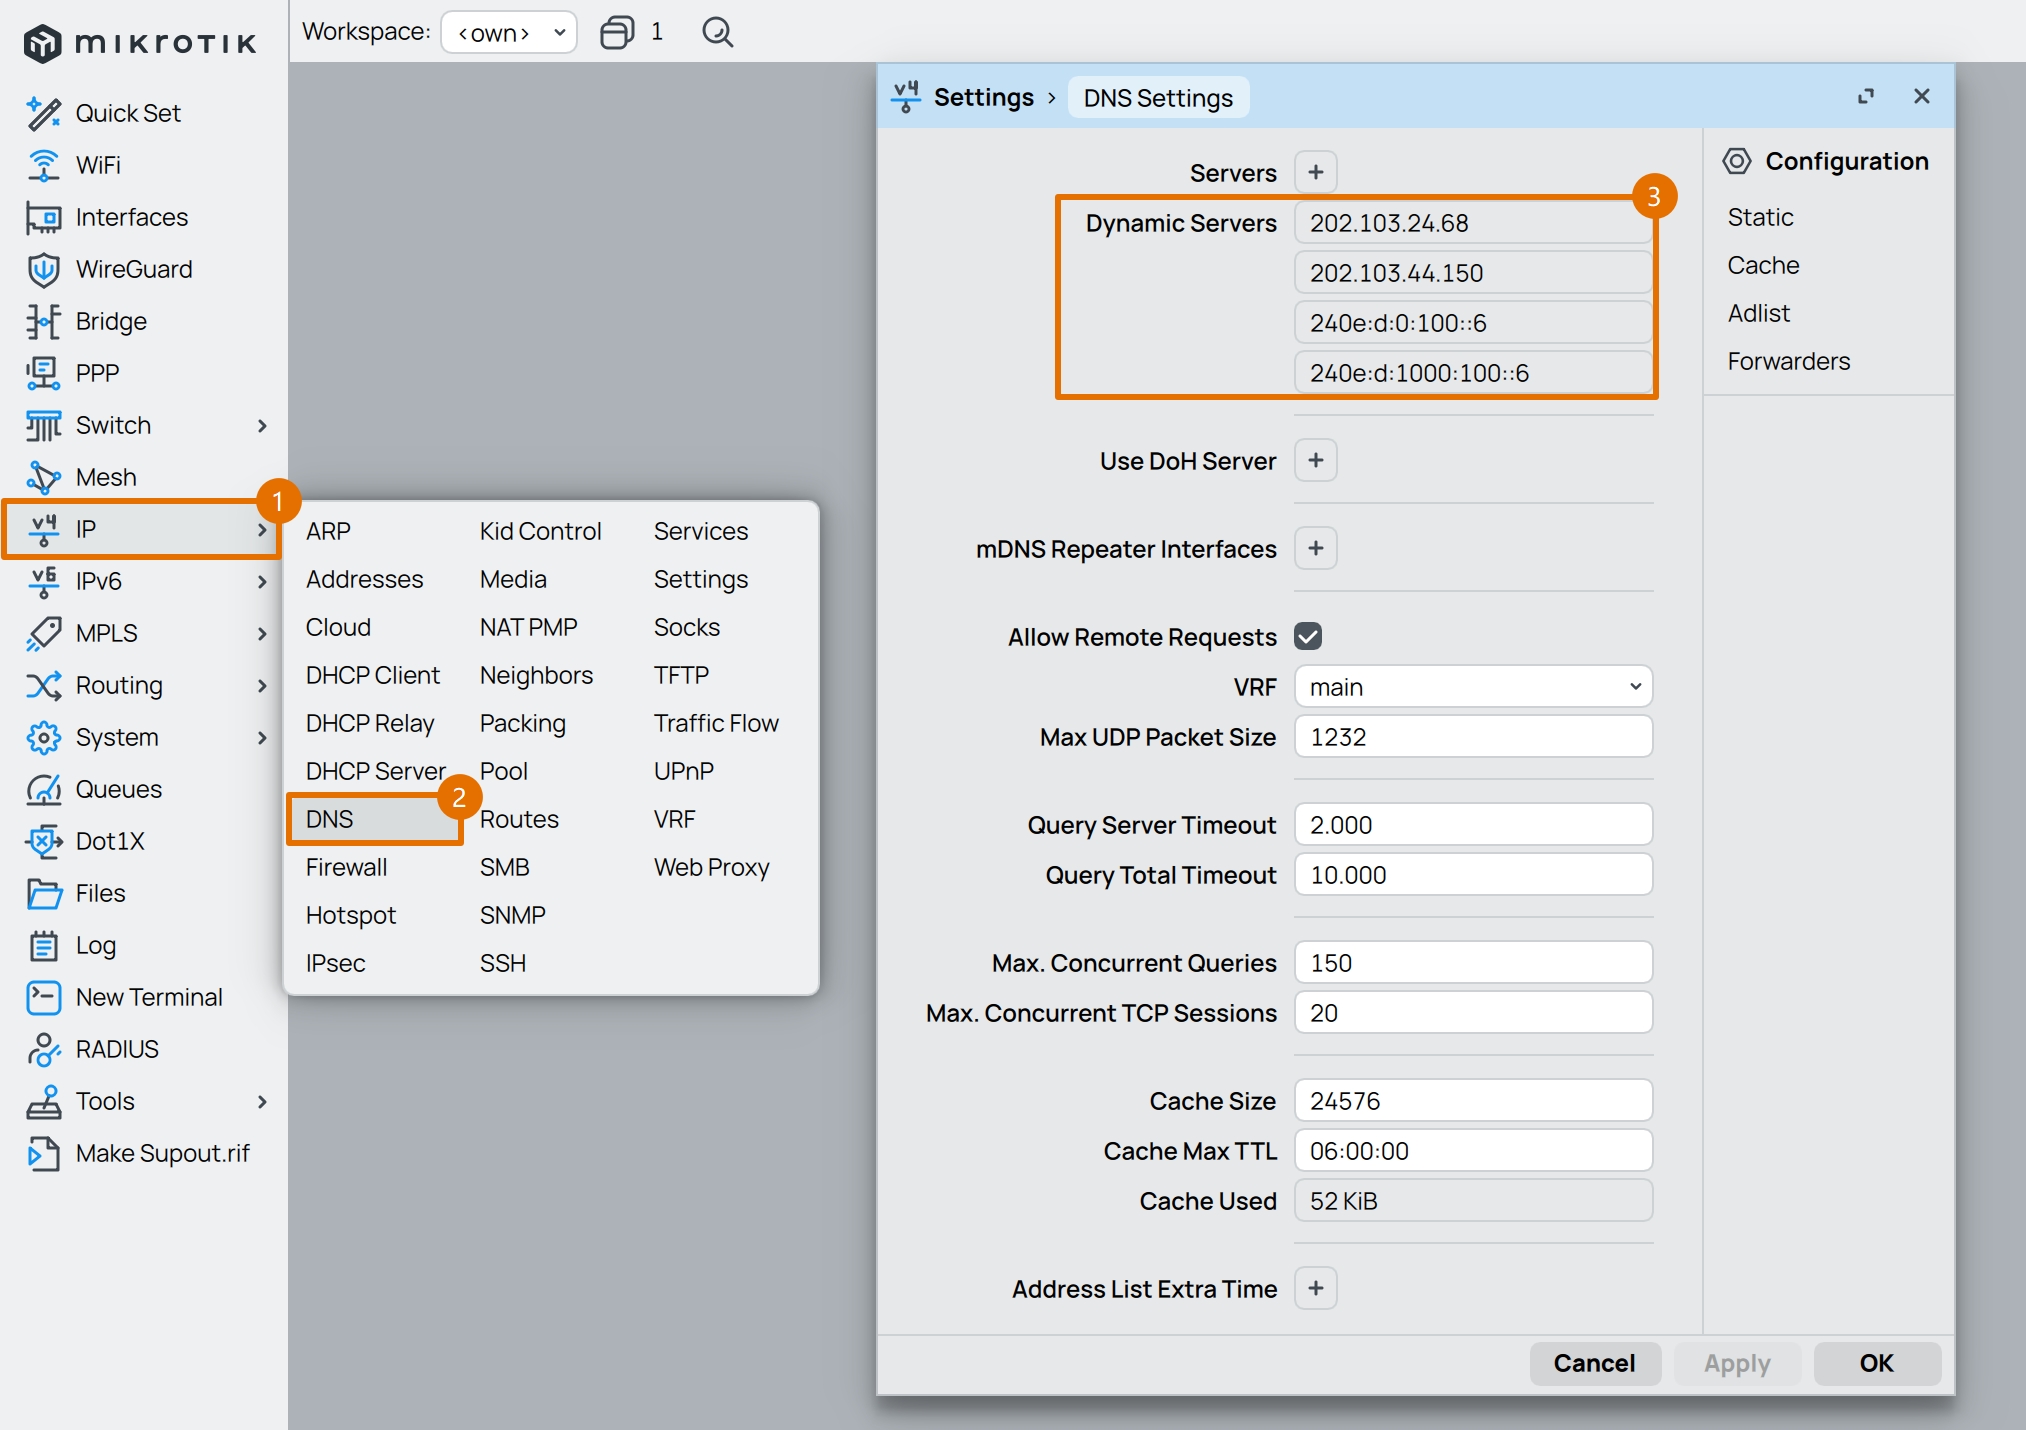 mikrotik
Workspace: <own> 1
Quick Set
WiFi
Interfaces
WireGuard
Bridge
PPP
Switch
Mesh
IP
1
IPv6
MPLS
Routing
System
Queues
Dot1X
Files
Log
New Terminal
RADIUS
Tools
Make Supout.rif
ARP
Addresses
Cloud
DHCP Client
DHCP Relay
DHCP Server
DNS
2
Firewall
Hotspot
IPsec
Kid Control
Media
NAT PMP
Neighbors
Packing
Pool
Routes
SMB
SNMP
SSH
Services
Settings
Socks
TFTP
Traffic Flow
UPnP
VRF
Web Proxy
v4 Settings > DNS Settings
Servers +
3
Dynamic Servers 202.103.24.68
202.103.44.150
240e:d:0:100::6
240e:d:1000:100::6
Use DoH Server +
mDNS Repeater Interfaces +
Allow Remote Requests
VRF main
Max UDP Packet Size 1232
Query Server Timeout 2.000
Query Total Timeout 10.000
Max. Concurrent Queries 150
Max. Concurrent TCP Sessions 20
Cache Size 24576
Cache Max TTL 06:00:00
Cache Used 52 KiB
Address List Extra Time +
Configuration
Static
Cache
Adlist
Forwarders
Cancel Apply OK